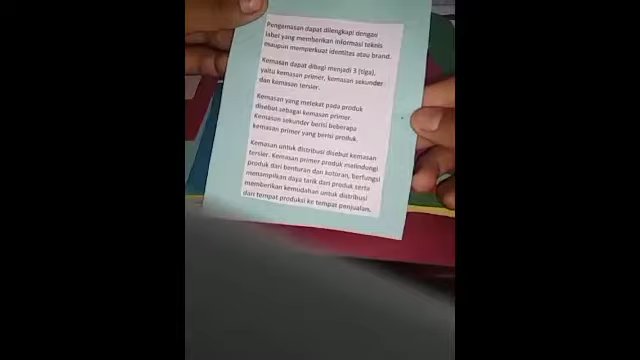 Pengemasan dapat dilengkapi dengan
label yang memberikan informasi teknis
maupun memperkuat identitas atau brand.
Kemasan dapat dibagi menjadi 3 (tiga),
yaitu kemasan primer, kemasan sekunder
dan kemasan tersier.
Kemasan yang melekat pada produk
disebut sebagai kemasan primer.
Kemasan sekunder berisi beberapa
kemasan primer yang berisi produk.
Kemasan untuk distribusi disebut kemasan
tersier. Kemasan primer produk melindungi
produk dari benturan dan kotoran, berfungsi
menampilkan daya tarik dari produk serta
memberikan kemudahan untuk distribusi
dari tempat produksi ke tempat penjualan.